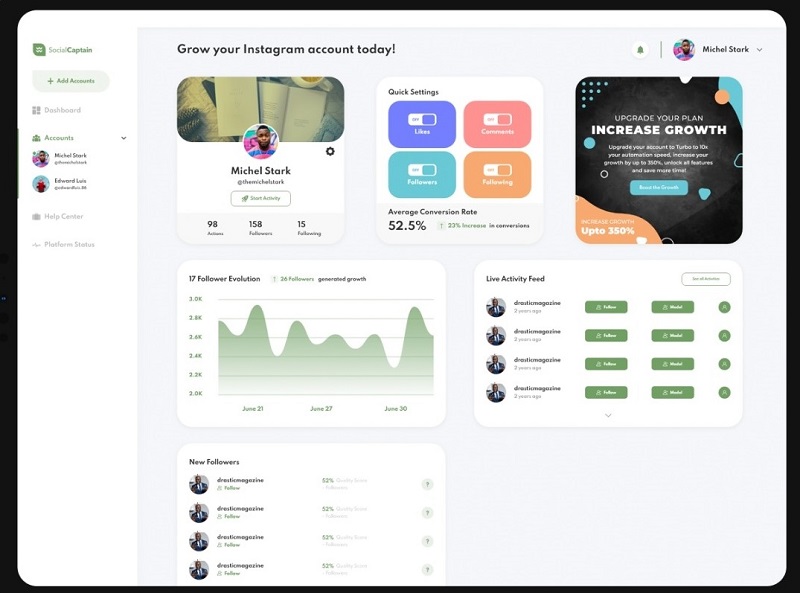 SocialCaptain
+ Add Accounts
Dashboard
Accounts
Michel Stark
@themichelstark
Edward Luis
Help Center
Platform Status
Grow your Instagram account today!
Michel Stark
Michel Stark
@themichelstark
Start Activity
98
158
15
Actions
Followers
Following
Quick Settings
OFF
Likes
OFF
Comments
OFF
Followers
OFF
Following
Average Conversion Rate
52.5%
23% Increase in conversions
UPGRADE YOUR PLAN
INCREASE GROWTH
Upgrade your account to Turbo to 10x
your automation speed, increase your
growth by up to 350%, unlock all features
and save more time!
Boost the Growth
INCREASE GROWTH
Upto 350%
17 Follower Evolution
26 Followers generated growth
3.0K
2.8K
2.6K
2.4K
2.2K
2.0K
June 21
June 27
June 30
Live Activity Feed
See all Activities
drasticmagazine
2 years ago
Follow
Medal
drasticmagazine
2 years ago
Follow
Medal
drasticmagazine
2 years ago
Follow
Medal
drasticmagazine
2 years ago
Follow
Medal
New Followers
drasticmagazine
Follow
52% Quality Score
- Followers
?
drasticmagazine
Follow
52% Quality Score
- Followers
?
drasticmagazine
Follow
52% Quality Score
- Followers
?
drasticmagazine
Follow
52% Quality Score
- Followers
?